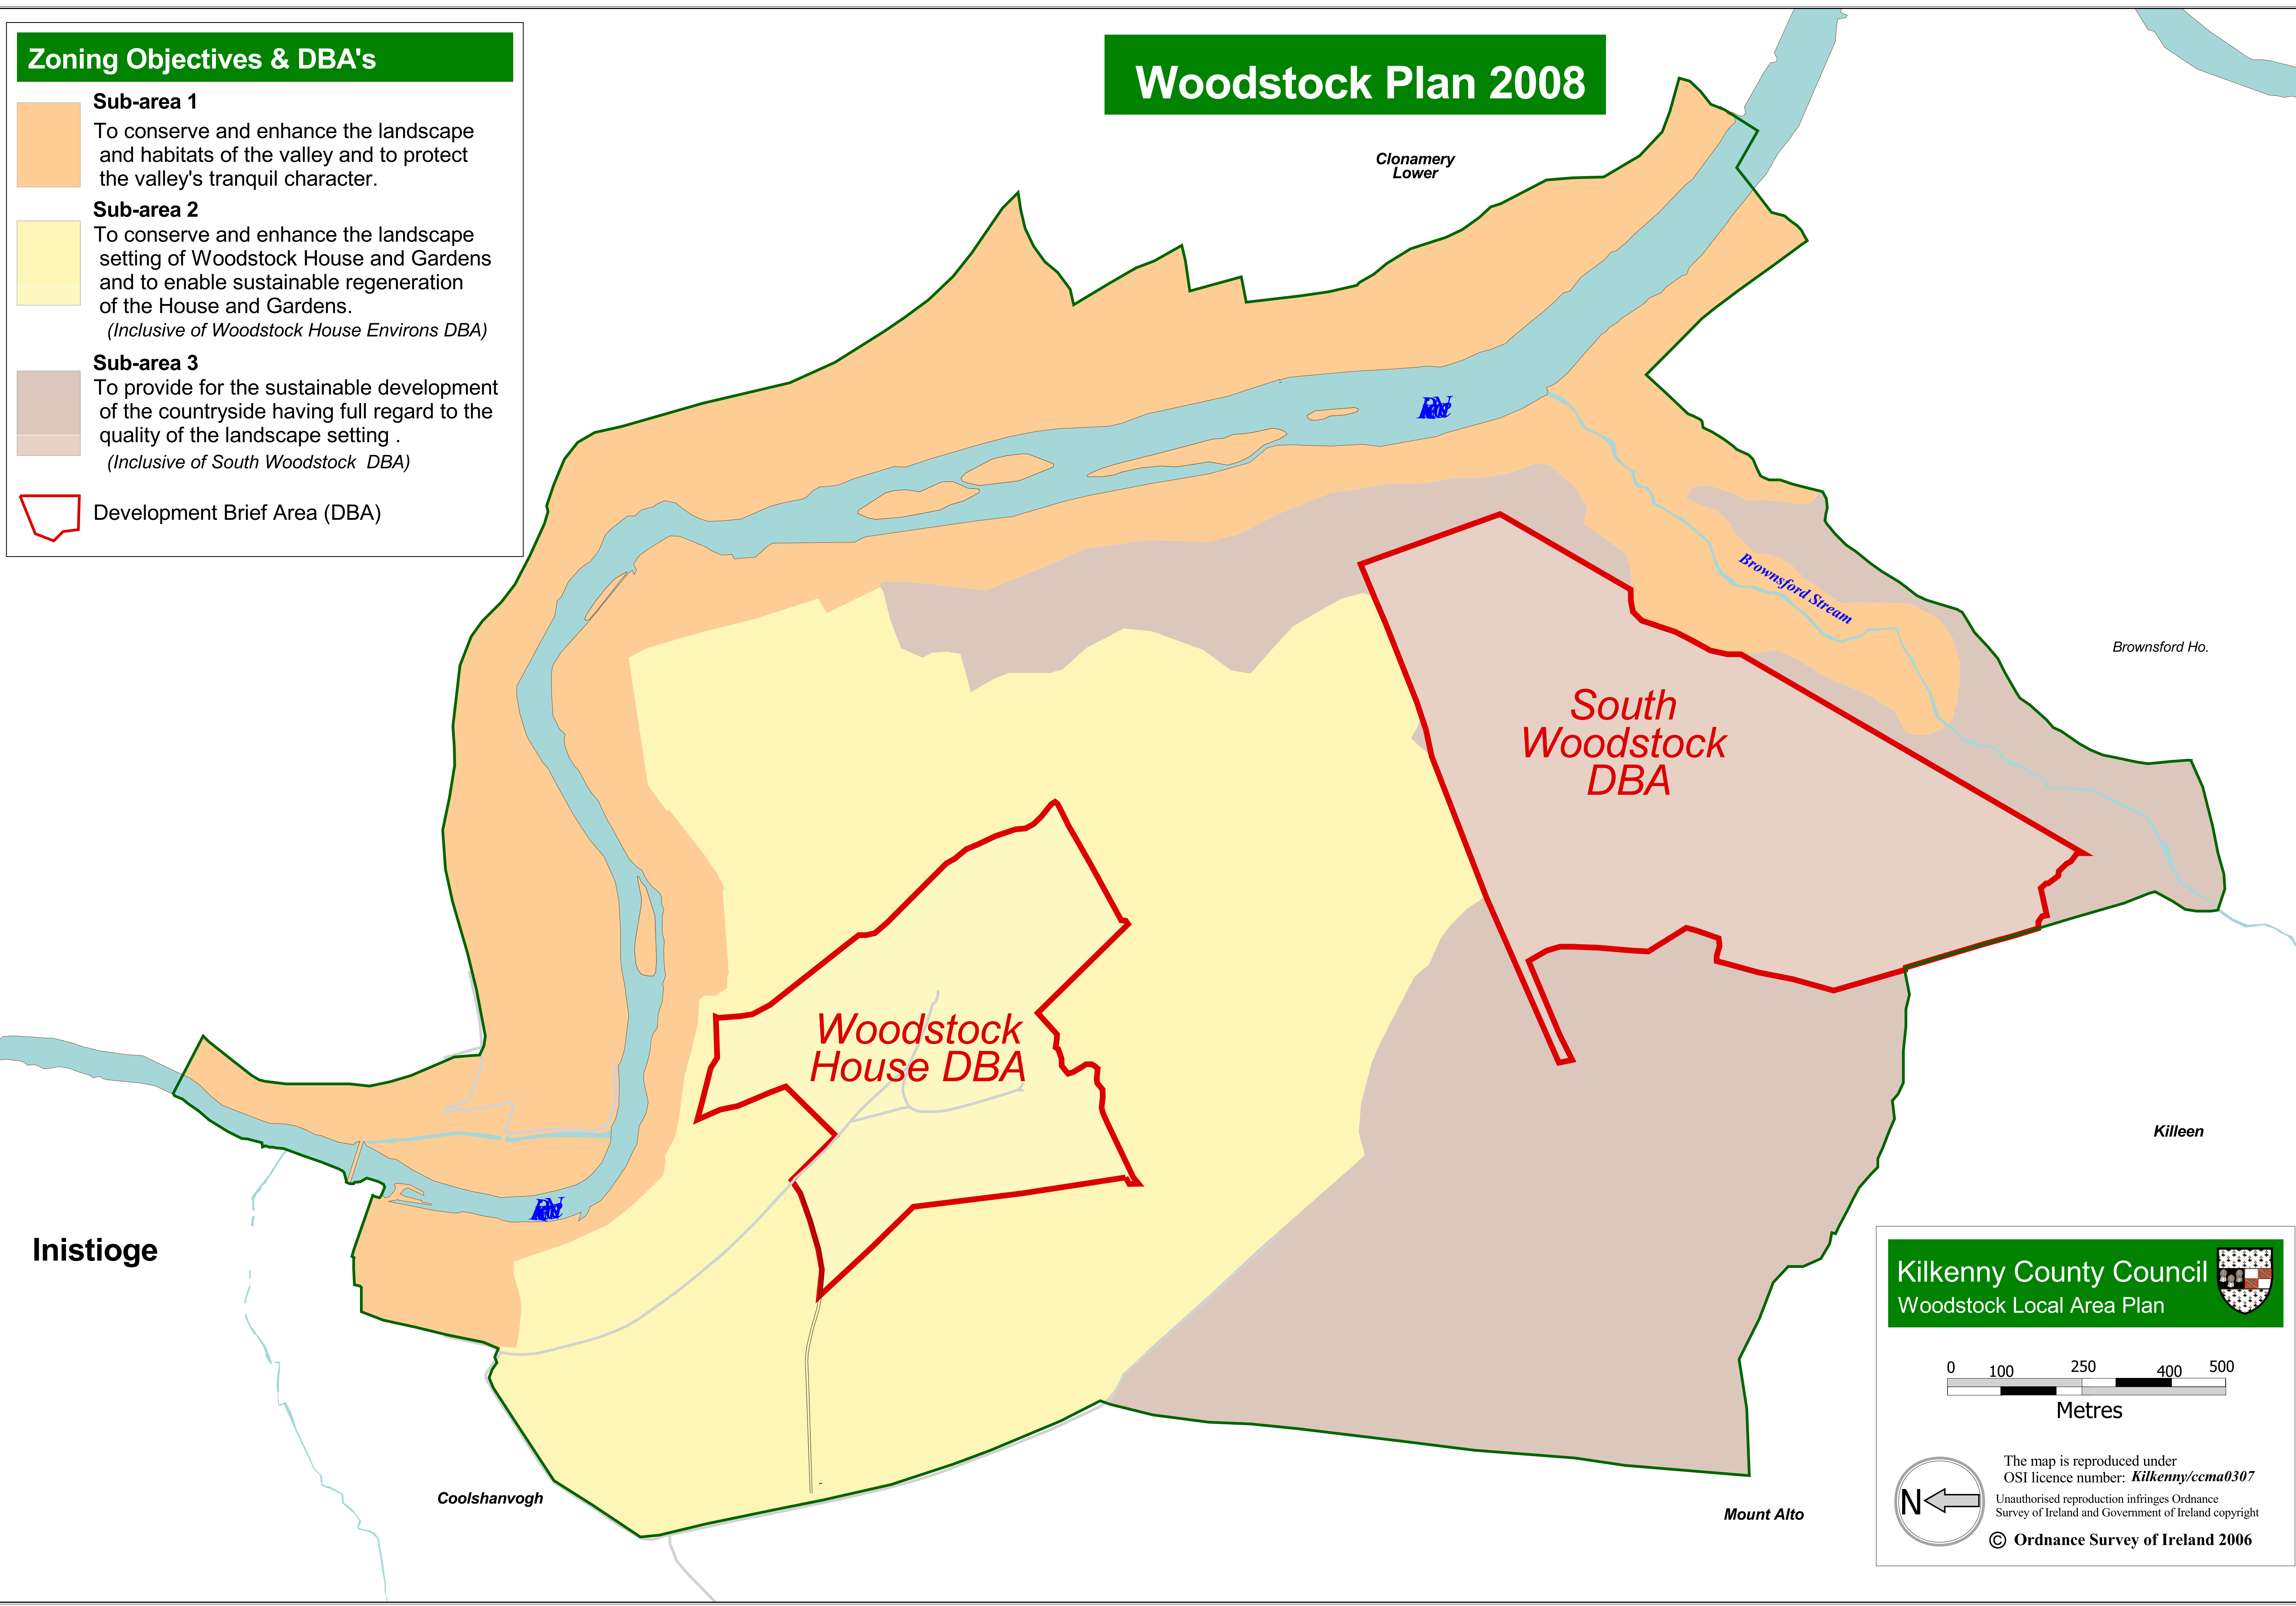 Zoning Objectives & DBA's
Sub-area 1
To conserve and enhance the landscape
and habitats of the valley and to protect
the valley's tranquil character.
Sub-area 2
To conserve and enhance the landscape
setting of Woodstock House and Gardens
and to enable sustainable regeneration
of the House and Gardens.
(Inclusive of Woodstock House Environs DBA)
Sub-area 3
To provide for the sustainable development
of the countryside having full regard to the
quality of the landscape setting .
(Inclusive of South Woodstock DBA)
Development Brief Area (DBA)
Woodstock Plan 2008
Clonamery
Lower
Brownsford Stream
Brownsford Ho.
South
Woodstock
DBA
Woodstock
House DBA
Killeen
Inistioge
Coolshanvogh
Mount Alto
Kilkenny County Council
Woodstock Local Area Plan
0 100 250 400 500
Metres
The map is reproduced under
OSI licence number: Kilkenny/ccma0307
N
Unauthorised reproduction infringes Ordnance
Survey of Ireland and Government of Ireland copyright
© Ordnance Survey of Ireland 2006